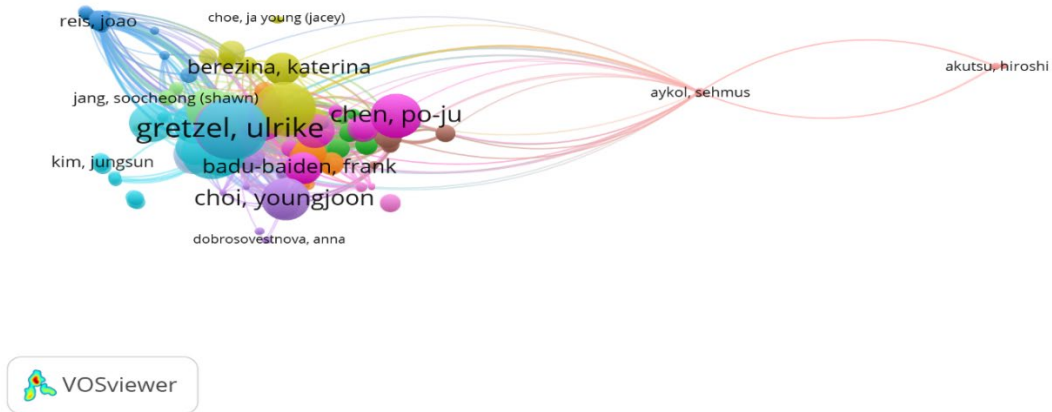 reis, joao
choe, ja young (jacey)
berezina, katerina
akutsu, hiroshi
aykol, sehmus
jang, soocheong (shawn)
chen, po-ju
gretzel, ulrike
kim, jungsun
badu-baiden, frank
choi, youngjoon
dobrosovestnova, anna
VOSviewer